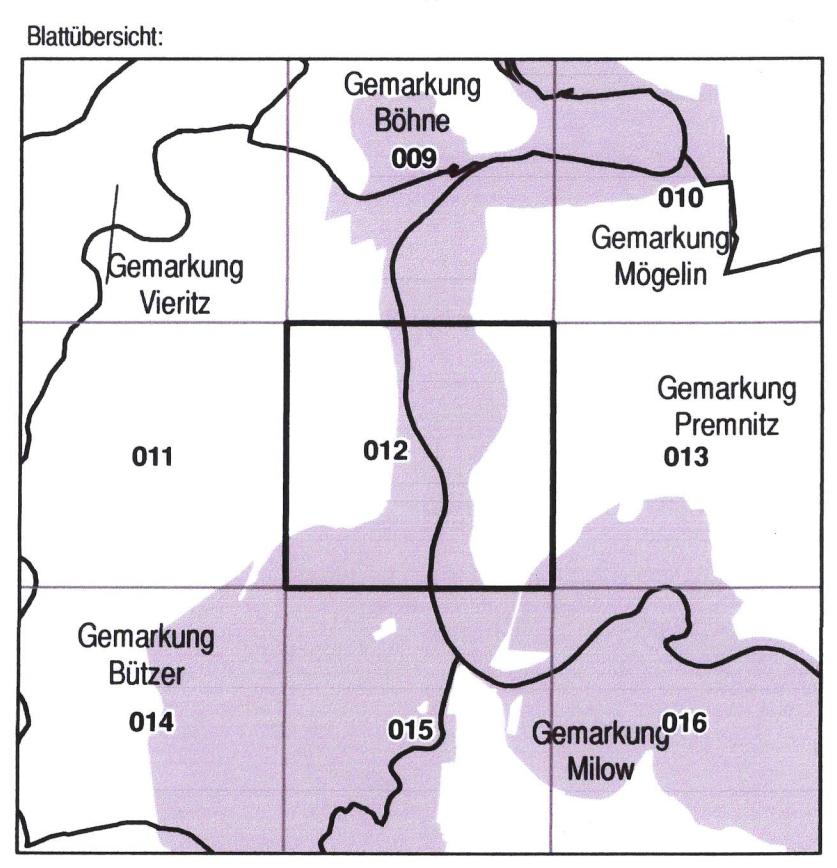 Blattübersicht:
Gemarkung
Böhne
009
010
Gemarkung
Mögelin
Gemarkung
Vieritz
Gemarkung
Premnitz
011
012
013
Gemarkung
Bützer
014
015
Gemarkung
Milow
016